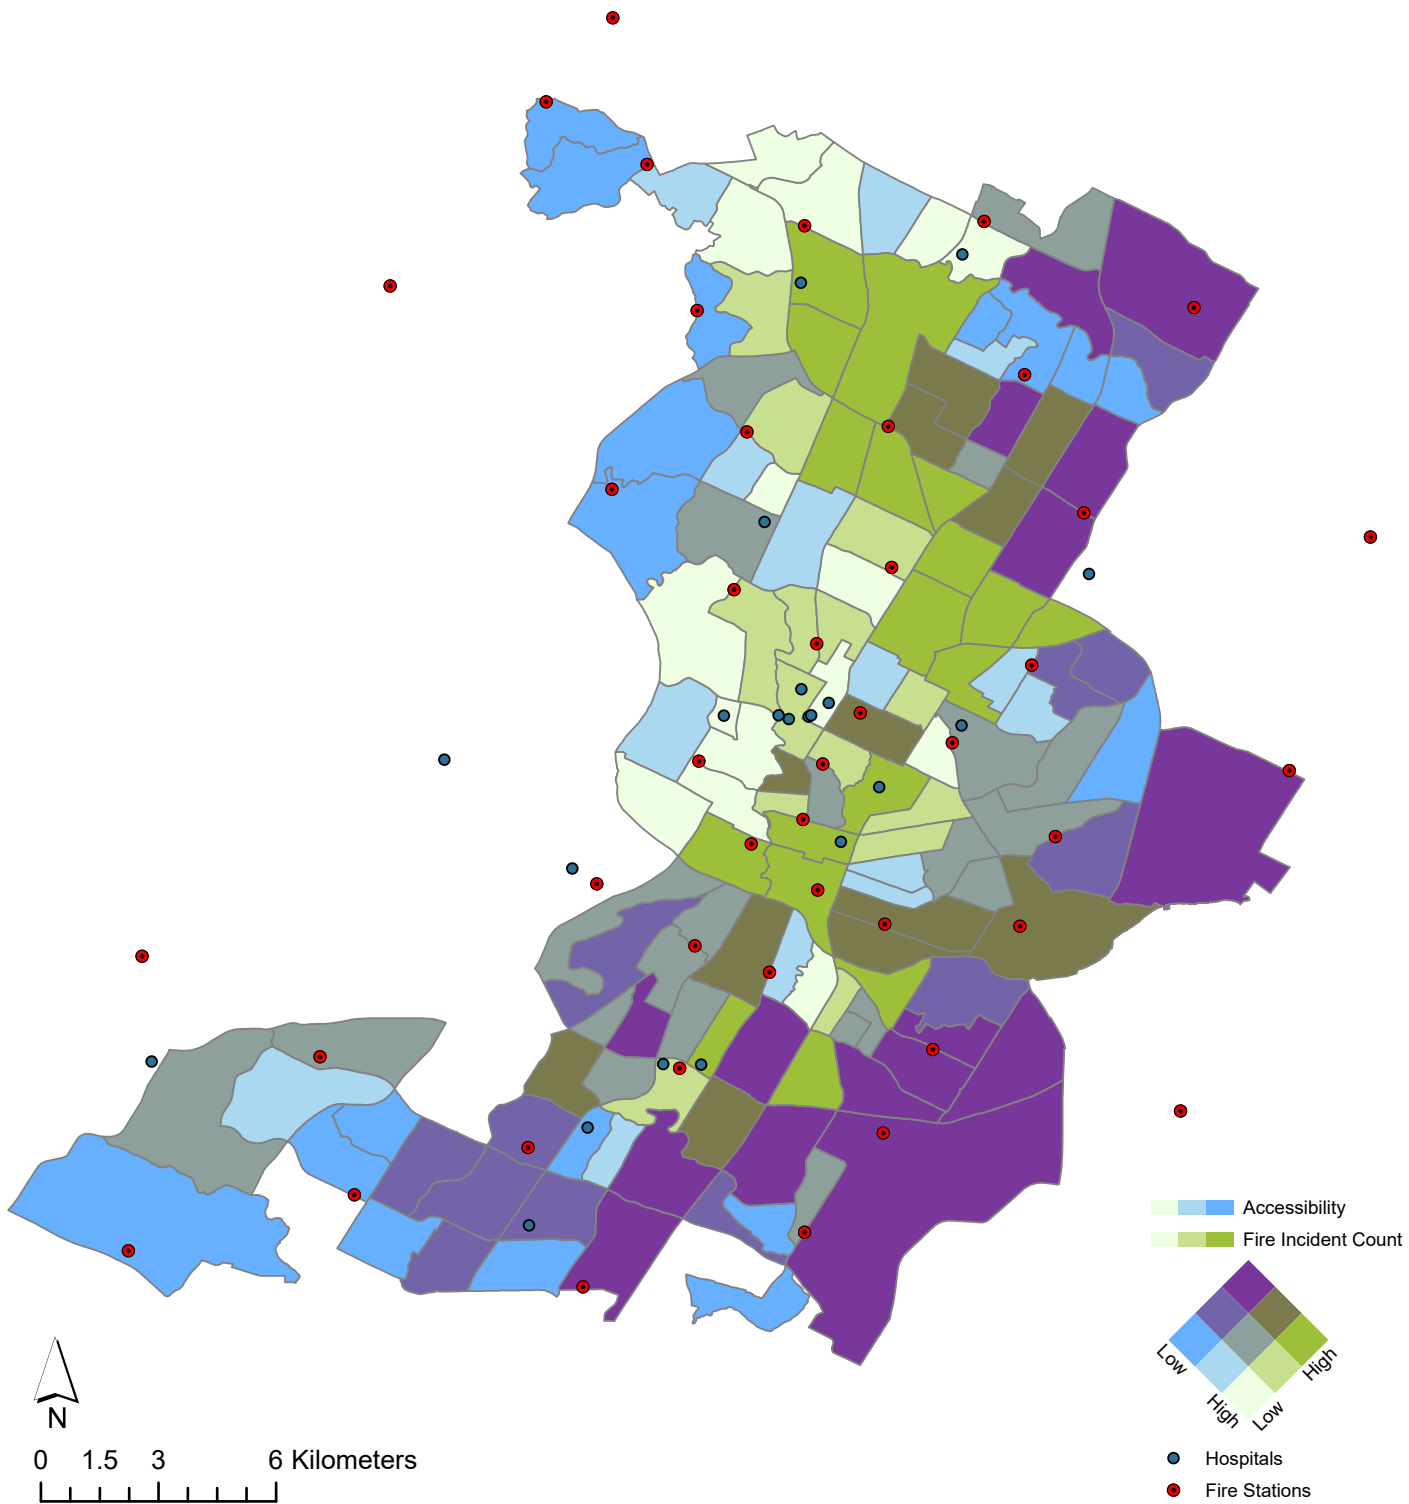 Accessibility
Fire Incident Count
Low
High
High
Low
N
0 1.5 3 6 Kilometers
Hospitals
Fire Stations